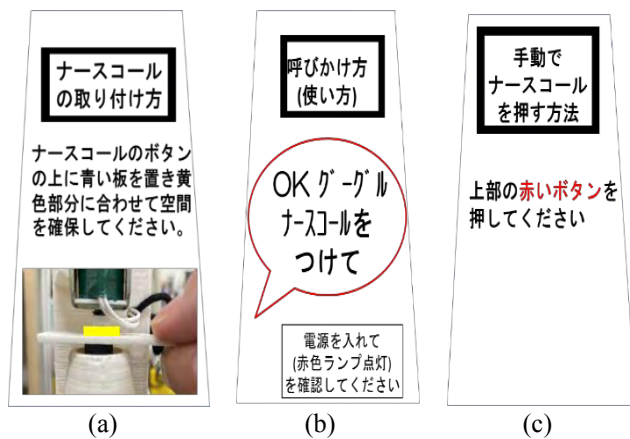 ナースコール
の取り付け方
ナースコールのボタン
の上に青い板を置き黄
色部分に合わせて空間
を確保してください。
(a)
呼びかけ方
(使い方)
OKグーグル
ナースコールを
つけて
電源を入れて
(赤色ランプ点灯)
を確認してください
(b)
手動で
ナースコール
を押す方法
上部の赤いボタンを
押してください
(c)